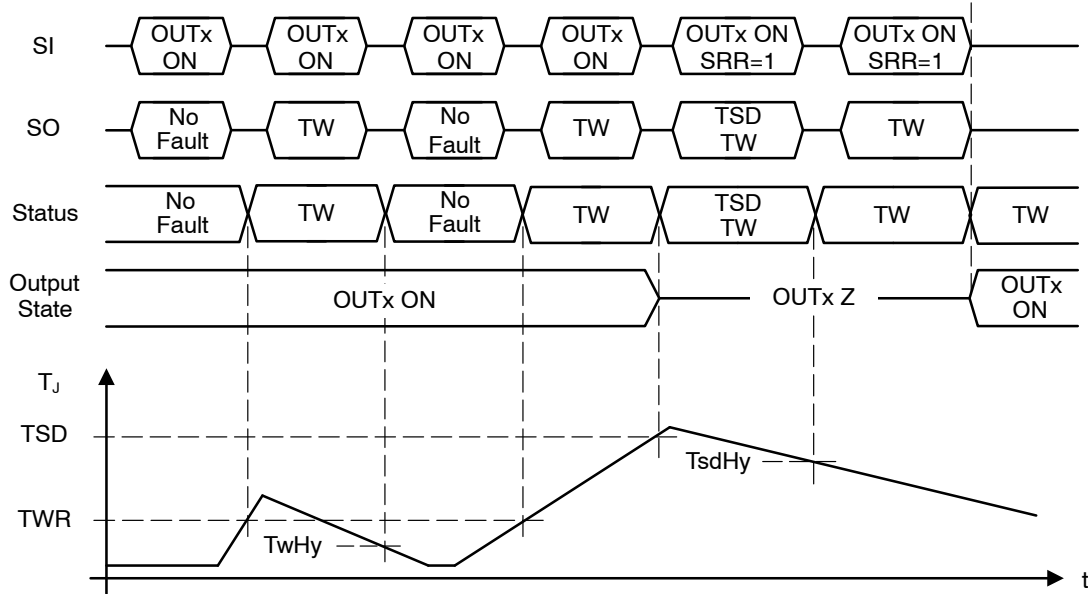 SI
OUTx
ON
OUTx
ON
OUTx
ON
OUTx
ON
OUTx ON
SRR=1
OUTx ON
SRR=1
SO
No
Fault
TW
No
Fault
TW
TSD
TW
TW
Status
No
Fault
TW
No
Fault
TW
TSD
TW
TW
TW
Output
State
OUTx ON
OUTx Z
OUTx
ON
TJ
TSD
TsdHy
TWR
TwHy
t